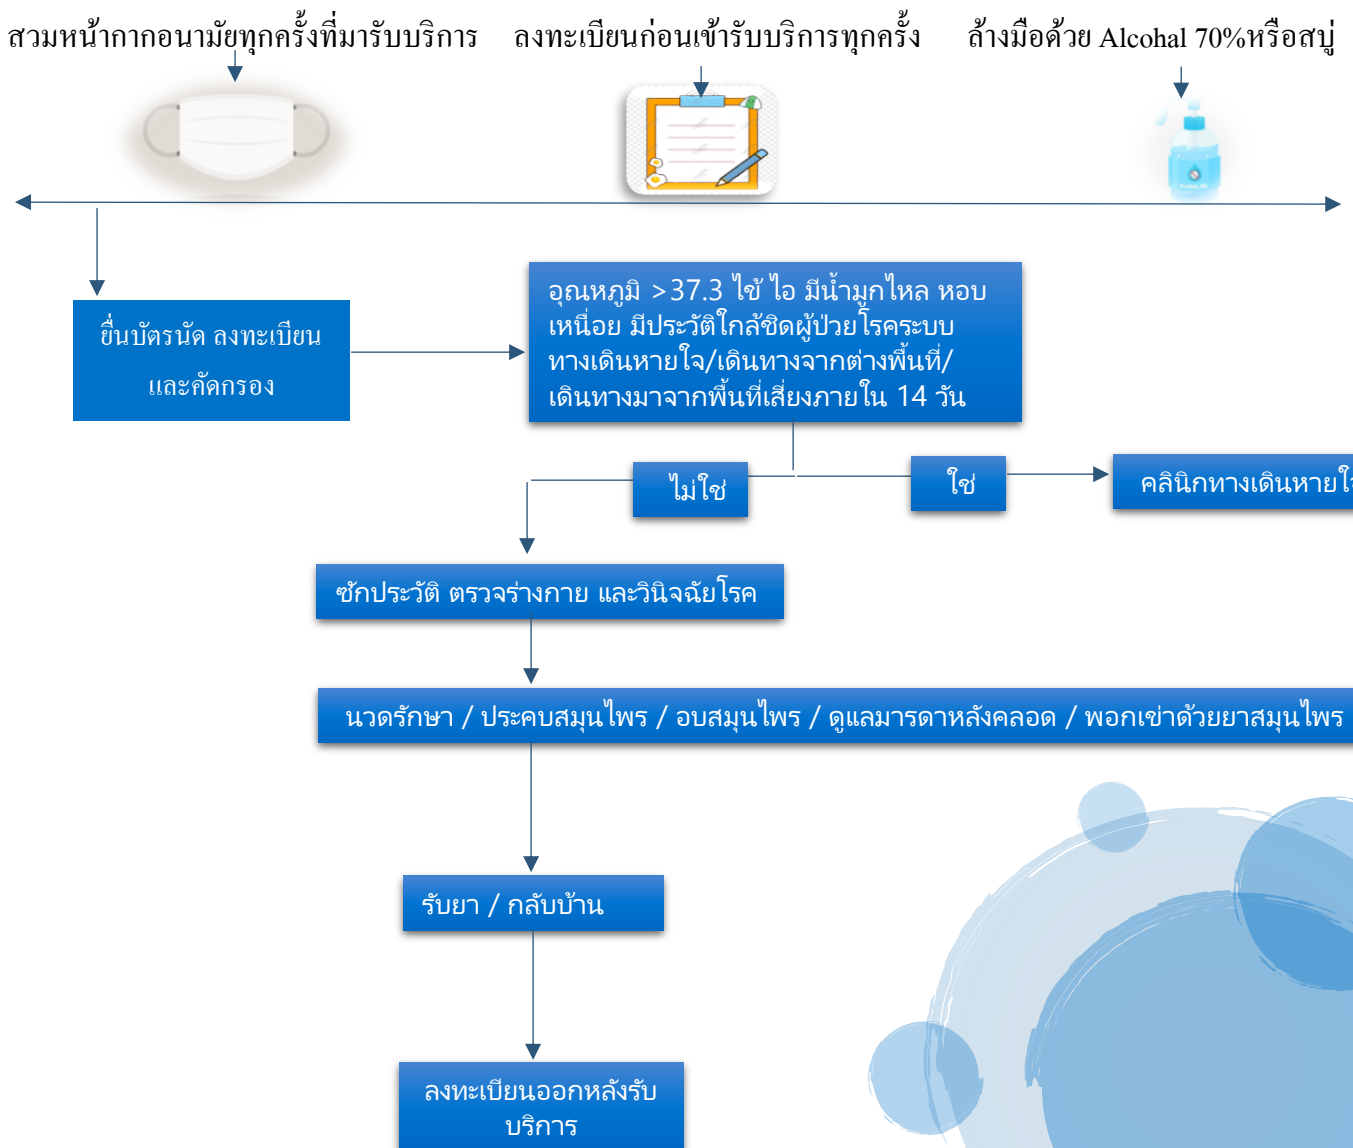 สวมหน้ากากอนามัยทุกครั้งที่มารับบริการ
ลงทะเบียนก่อนเข้ารับบริการทุกครั้ง
ล้างมือด้วย Alcohal 70%หรือสบู่
ยื่นบัตรนัด ลงทะเบียน
และคัดกรอง
อุณหภูมิ >37.3 ไข้ ไอ มีน้ำมูกไหล หอบ
เหนื่อย มีประวัติใกล้ชิดผู้ป่วยโรคระบบ
ทางเดินหายใจ/เดินทางจากต่างพื้นที่/
เดินทางมาจากพื้นที่เสี่ยงภายใน 14 วัน
ไม่ใช่
ใช่
คลินิกทางเดินหายใจ
ซักประวัติ ตรวจร่างกาย และวินิจฉัยโรค
นวดรักษา / ประคบสมุนไพร / อบสมุนไพร / ดูแลมารดาหลังคลอด / พอกเข่าด้วยยาสมุนไพร
รับยา / กลับบ้าน
ลงทะเบียนออกหลังรับ
บริการ